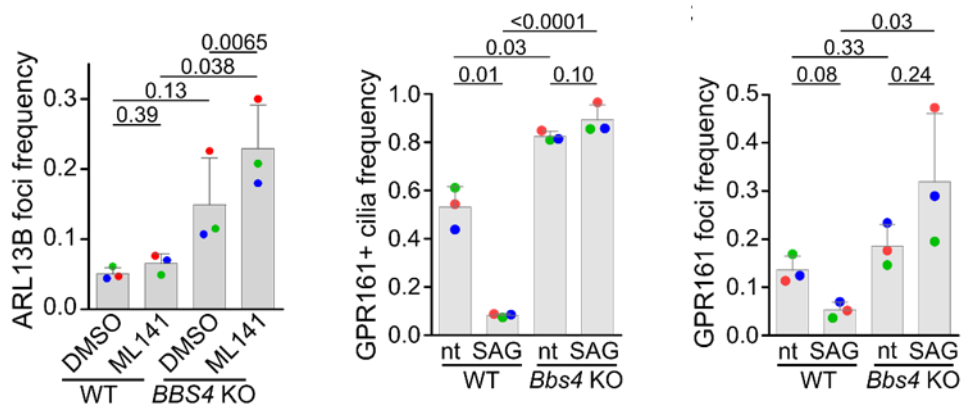 ARL13B foci frequency
0.0065
0.038
0.13
0.39
0.3
0.2
0.1
0.0
DMSO
ML141
DMSO
ML141
WT
BBS4 KO
GPR161+ cilia frequency
<0.0001
0.03
0.01
0.10
1.0
0.8
0.6
0.4
0.2
0.0
nt SAG nt SAG
WT Bbs4 KO
GPR161 foci frequency
0.03
0.33
0.08
0.24
0.5
0.4
0.3
0.2
0.1
0.0
nt SAG nt SAG
WT Bbs4 KO